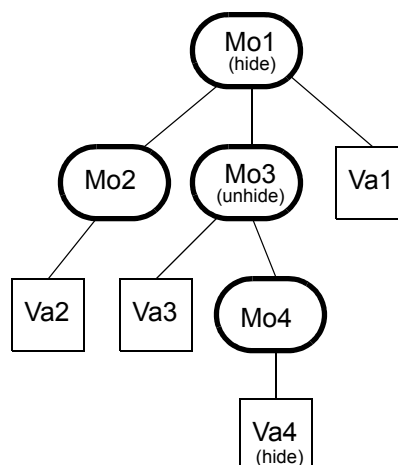 Mo1
(hide)
Mo2
Mo3
(unhide)
Va1
Va2
Va3
Mo4
Va4
(hide)